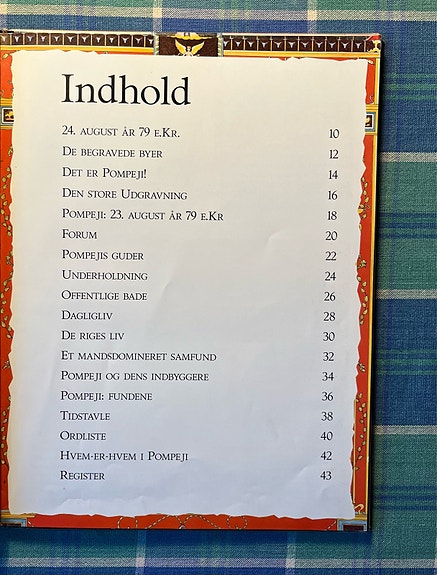 Indhold
24. august år 79 e.Kr. 10
De begravede byer 12
Det er Pompeji! 14
Den store Udgravning 16
Pompeji: 23. august år 79 e.Kr 18
Forum 20
Pompejis guder 22
Underholdning 24
Offentlige bade 26
Dagligliv 28
De riges liv 30
Et mandsdomineret samfund 32
Pompeji og dens indbyggere 34
Pompeji: fundene 36
Tidstavle 38
Ordliste 40
Hvem-er-hvem i Pompeji 42
Register 43